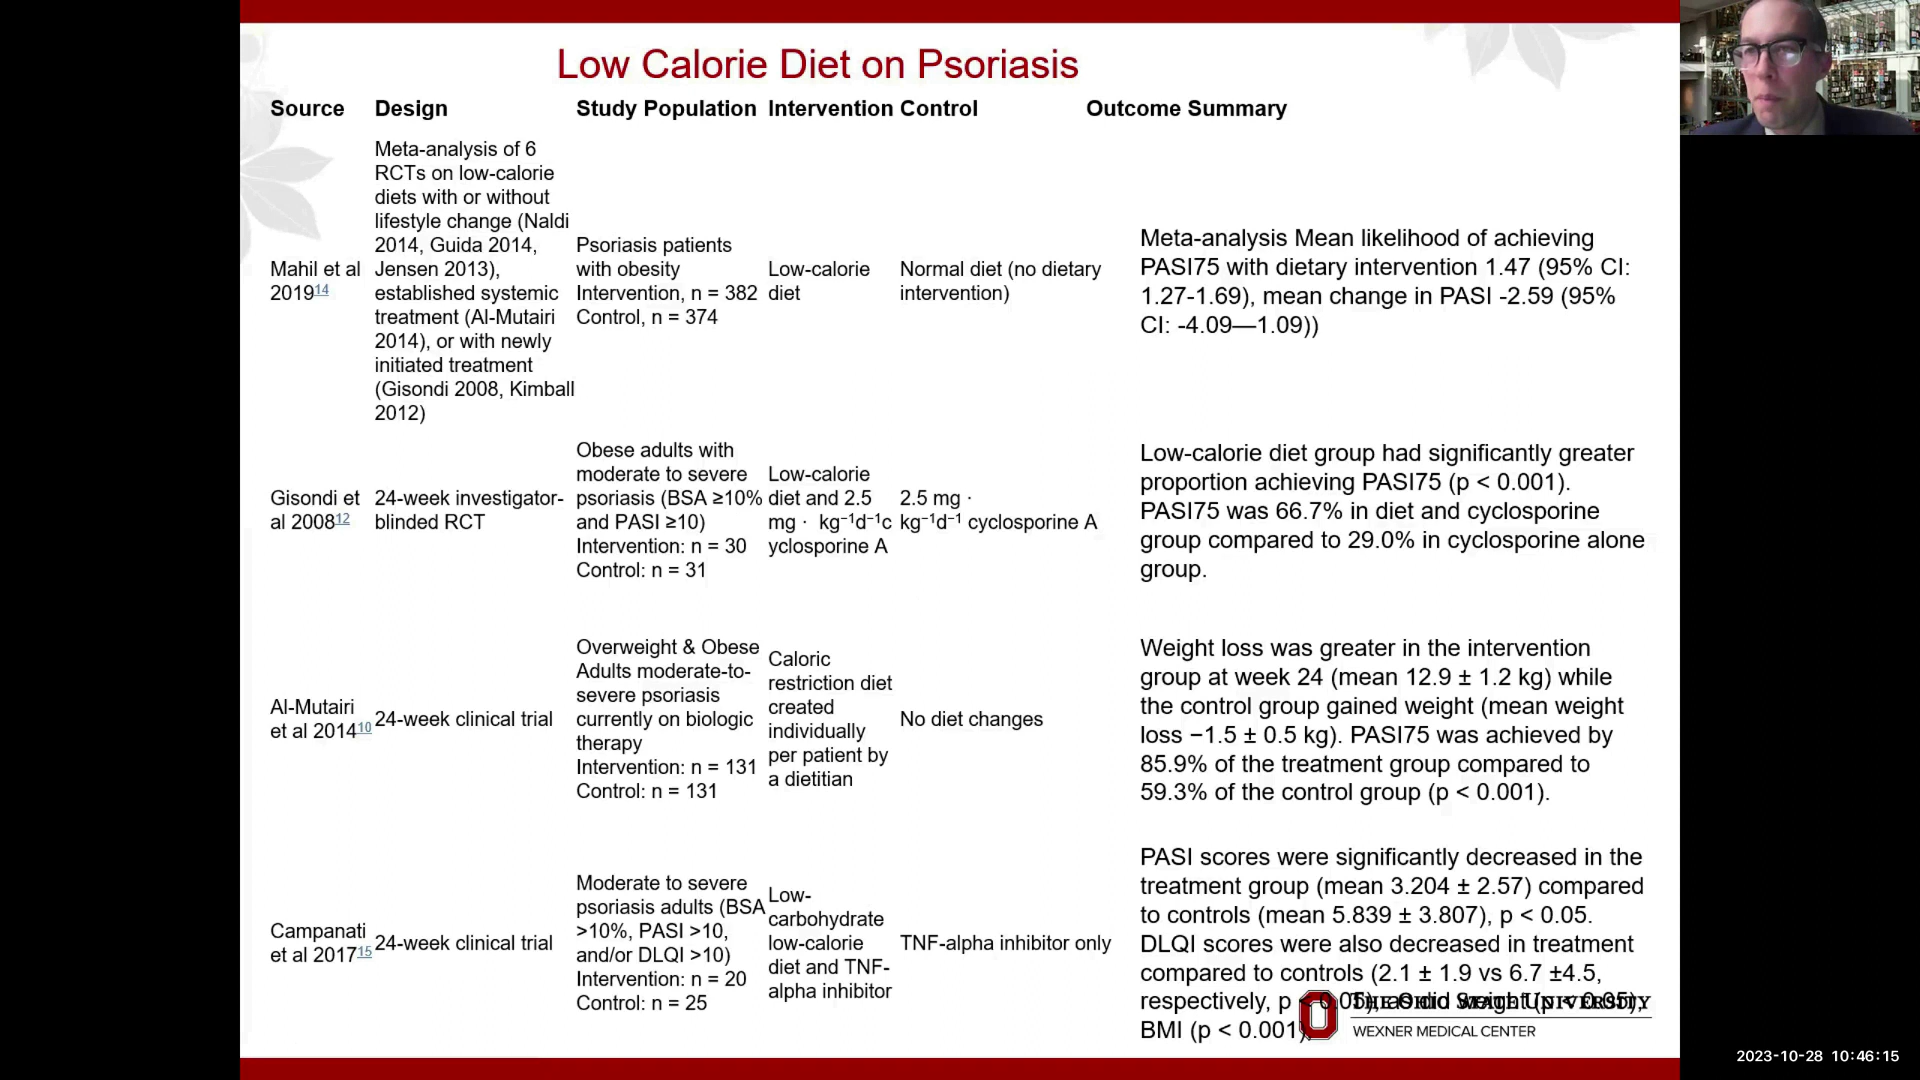 Low Calorie Diet on Psoriasis
Source Design Study Population Intervention Control Outcome Summary
Mahil et al
201914
Meta-analysis of 6
RCTs on low-calorie
diets with or without
lifestyle change (Naldi
2014, Guida 2014,
Jensen 2013),
established systemic
treatment (Al-Mutairi
2014), or with newly
initiated treatment
(Gisondi 2008, Kimball
2012)
Psoriasis patients
with obesity
Intervention, n = 382
Control, n = 374
Low-calorie
diet
Normal diet (no dietary
intervention)
Meta-analysis Mean likelihood of achieving
PASI75 with dietary intervention 1.47 (95% CI:
1.27-1.69), mean change in PASI -2.59 (95%
CI: -4.09—1.09))
Gisondi et
al 200812
24-week investigator-
blinded RCT
Obese adults with
moderate to severe
psoriasis (BSA ≥10%
and PASI ≥10)
Intervention: n = 30
Control: n = 31
Low-calorie
diet and 2.5
mg · kg−1d−1c
yclosporine A
2.5 mg ·
kg−1d−1 cyclosporine A
Low-calorie diet group had significantly greater
proportion achieving PASI75 (p < 0.001).
PASI75 was 66.7% in diet and cyclosporine
group compared to 29.0% in cyclosporine alone
group.
Al-Mutairi
et al 201410
24-week clinical trial
Overweight & Obese
Adults moderate-to-
severe psoriasis
currently on biologic
therapy
Intervention: n = 131
Control: n = 131
Caloric
restriction diet
created
individually
per patient by
a dietitian
No diet changes
Weight loss was greater in the intervention
group at week 24 (mean 12.9 ± 1.2 kg) while
the control group gained weight (mean weight
loss −1.5 ± 0.5 kg). PASI75 was achieved by
85.9% of the treatment group compared to
59.3% of the control group (p < 0.001).
Campanati
et al 201715
24-week clinical trial
Moderate to severe
psoriasis adults (BSA
>10%, PASI >10,
and/or DLQI >10)
Intervention: n = 20
Control: n = 25
Low-
carbohydrate
low-calorie
diet and TNF-
alpha inhibitor
TNF-alpha inhibitor only
PASI scores were significantly decreased in the
treatment group (mean 3.204 ± 2.57) compared
to controls (mean 5.839 ± 3.807), p < 0.05.
DLQI scores were also decreased in treatment
compared to controls (2.1 ± 1.9 vs 6.7 ±4.5,
respectively, p < 0.05), as did weight (p < 0.05),
BMI (p < 0.001)
THE OHIO STATE UNIVERSITY
WEXNER MEDICAL CENTER
2023-10-28 10:46:15